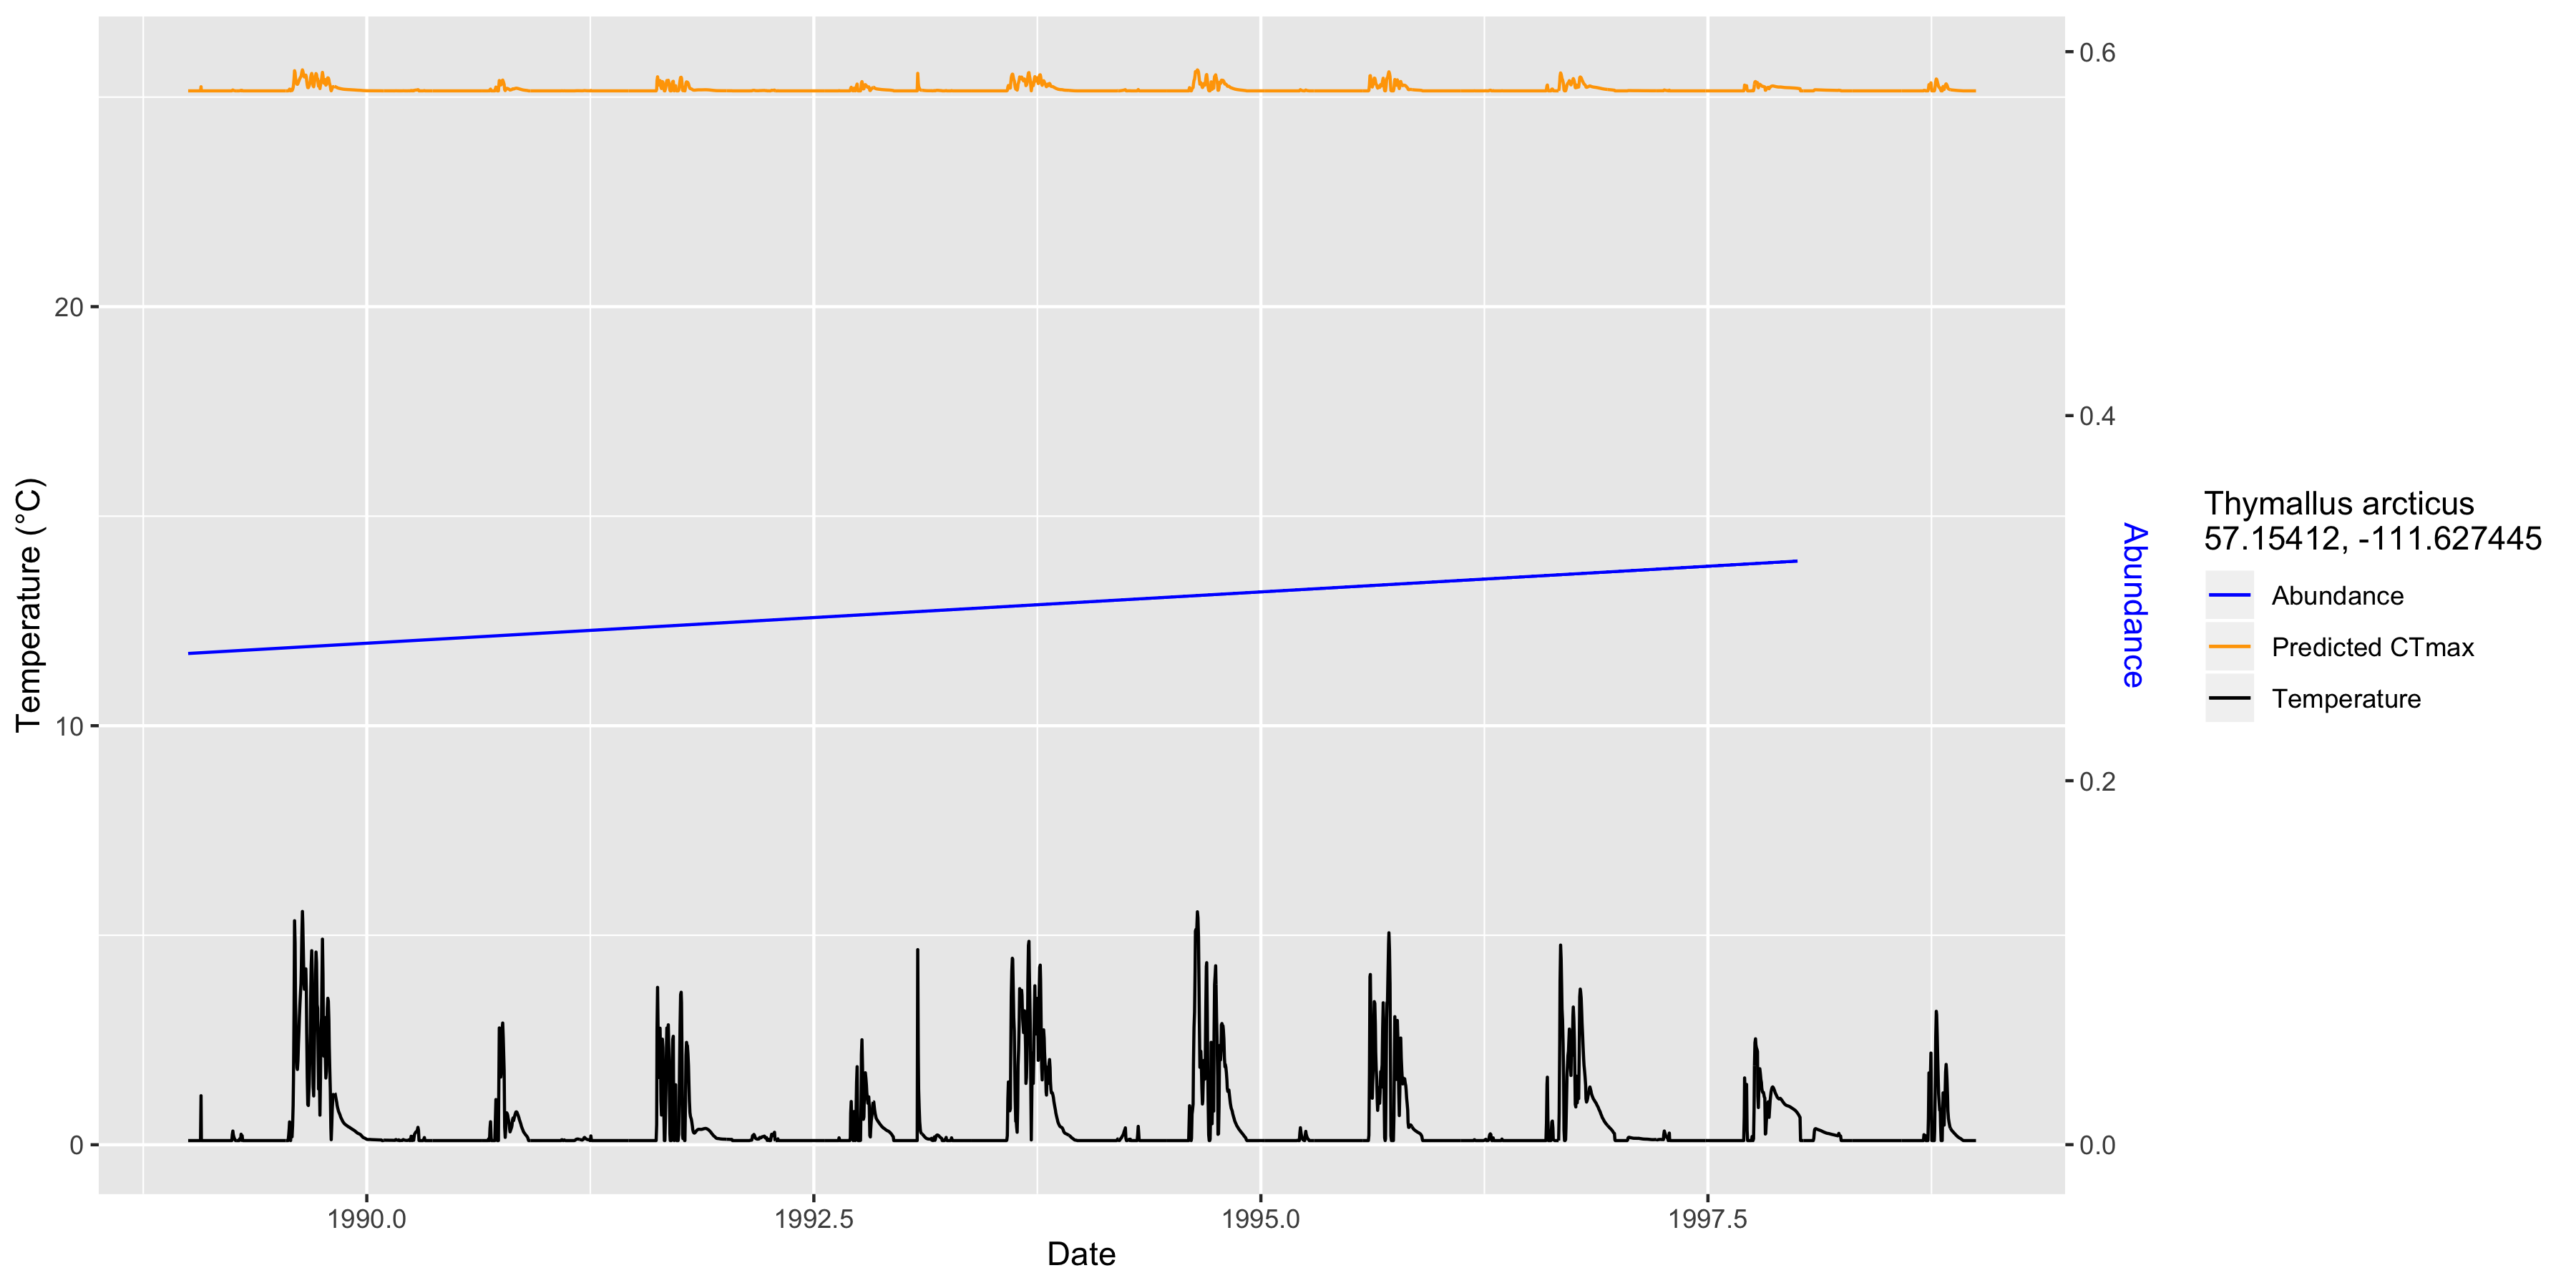 0.6
20
0.4
Temperature (°C)
Abundance
Thymallus arcticus
57.15412, -111.627445
Abundance
Predicted CTmax
Temperature
10
0.2
0
0.0
1990.0
1992.5
1995.0
1997.5
Date